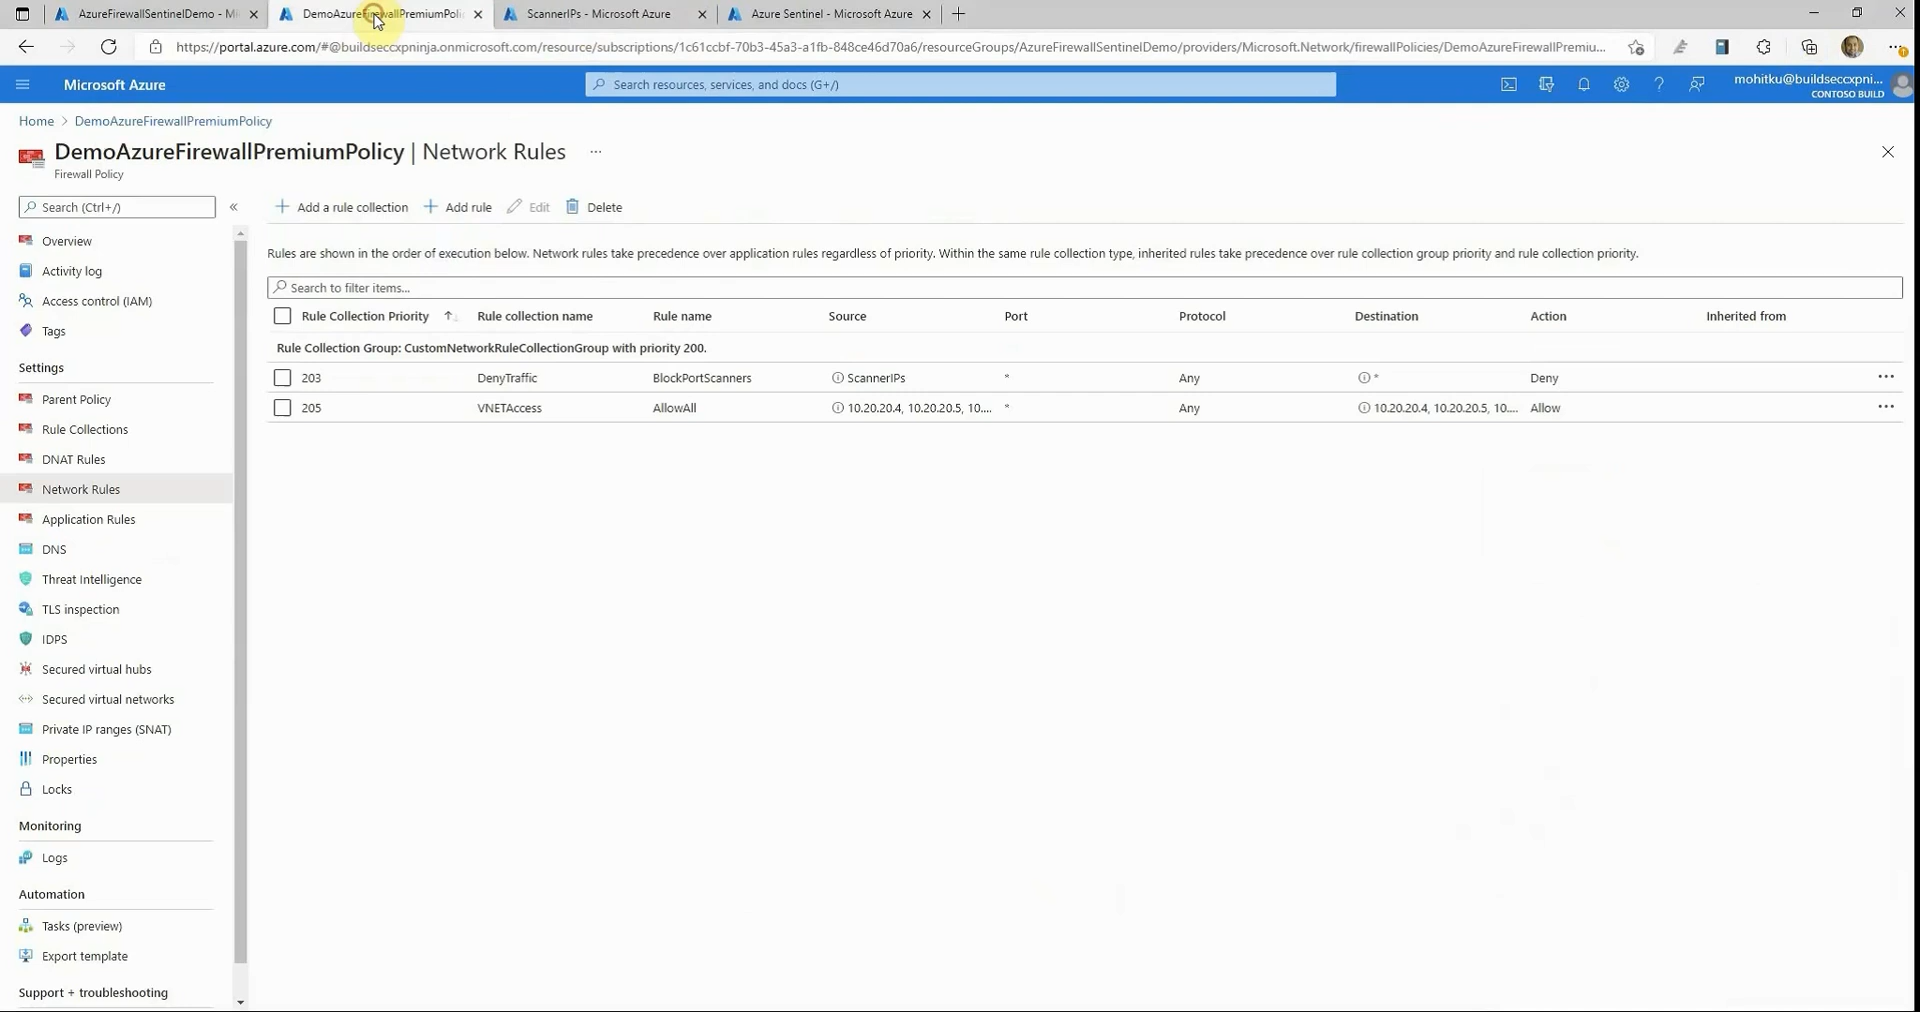 AzureFirewallSentinelDemo - Mi
DemoAzureFirewallPremiumPoli
ScannerIPs - Microsoft Azure
Azure Sentinel - Microsoft Azure
https://portal.azure.com/#@buildseccxpninja.onmicrosoft.com/resource/subscriptions/1c61ccbf-70b3-45a3-a1fb-848ce46d70a6/resourceGroups/AzureFirewallSentinelDemo/providers/Microsoft.Network/firewallPolicies/DemoAzureFirewallPremiu...
Microsoft Azure
Search resources, services, and docs (G+/)
mohitku@buildseccxpni...
CONTOSO BUILD
Home > DemoAzureFirewallPremiumPolicy
DemoAzureFirewallPremiumPolicy | Network Rules ...
Firewall Policy
Search (Ctrl+/) «
+ Add a rule collection + Add rule Edit Delete
Overview
Activity log
Access control (IAM)
Tags
Settings
Parent Policy
Rule Collections
DNAT Rules
Network Rules
Application Rules
DNS
Threat Intelligence
TLS inspection
IDPS
Secured virtual hubs
Secured virtual networks
Private IP ranges (SNAT)
Properties
Locks
Monitoring
Logs
Automation
Tasks (preview)
Export template
Support + troubleshooting
Rules are shown in the order of execution below. Network rules take precedence over application rules regardless of priority. Within the same rule collection type, inherited rules take precedence over rule collection group priority and rule collection priority.
Search to filter items...
Rule Collection Priority ↑↓ Rule collection name Rule name Source Port Protocol Destination Action Inherited from
Rule Collection Group: CustomNetworkRuleCollectionGroup with priority 200.
203 DenyTraffic BlockPortScanners ScannerIPs * Any * Deny ...
205 VNETAccess AllowAll 10.20.20.4, 10.20.20.5, 10.... * Any 10.20.20.4, 10.20.20.5, 10.... Allow ...